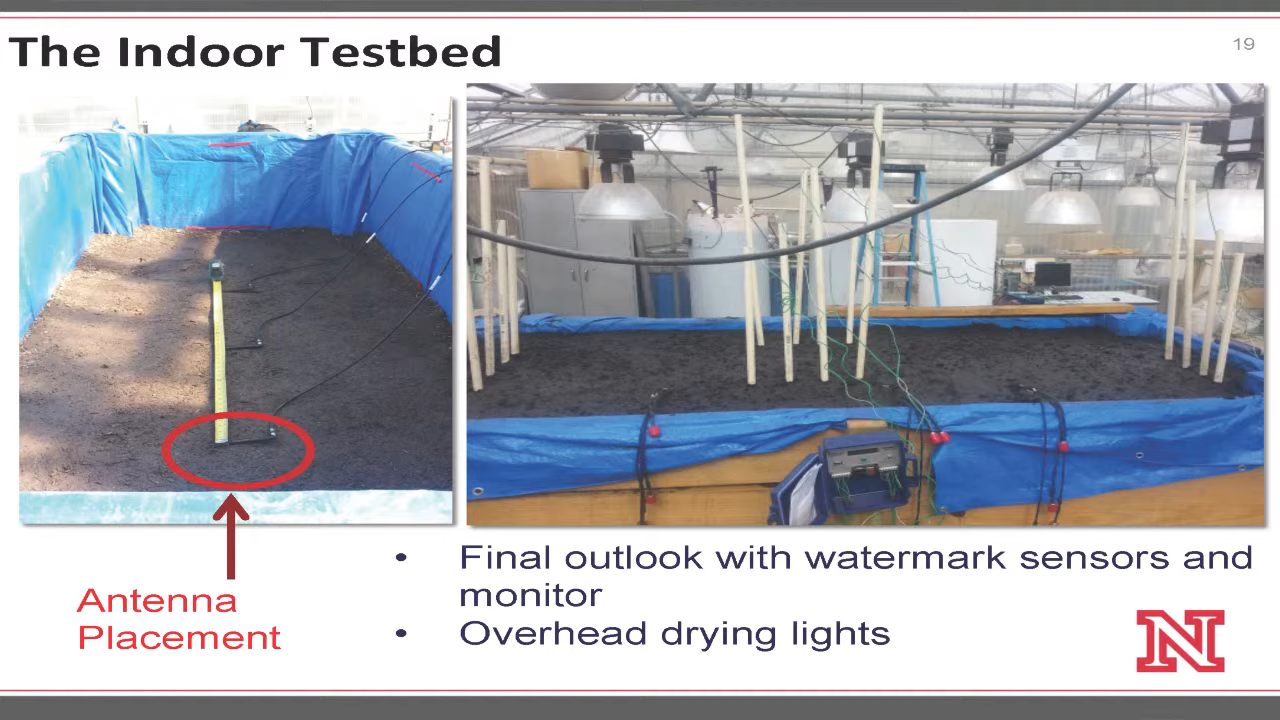 The Indoor Testbed
19
Antenna
Placement
• Final outlook with watermark sensors and
monitor
• Overhead drying lights
N